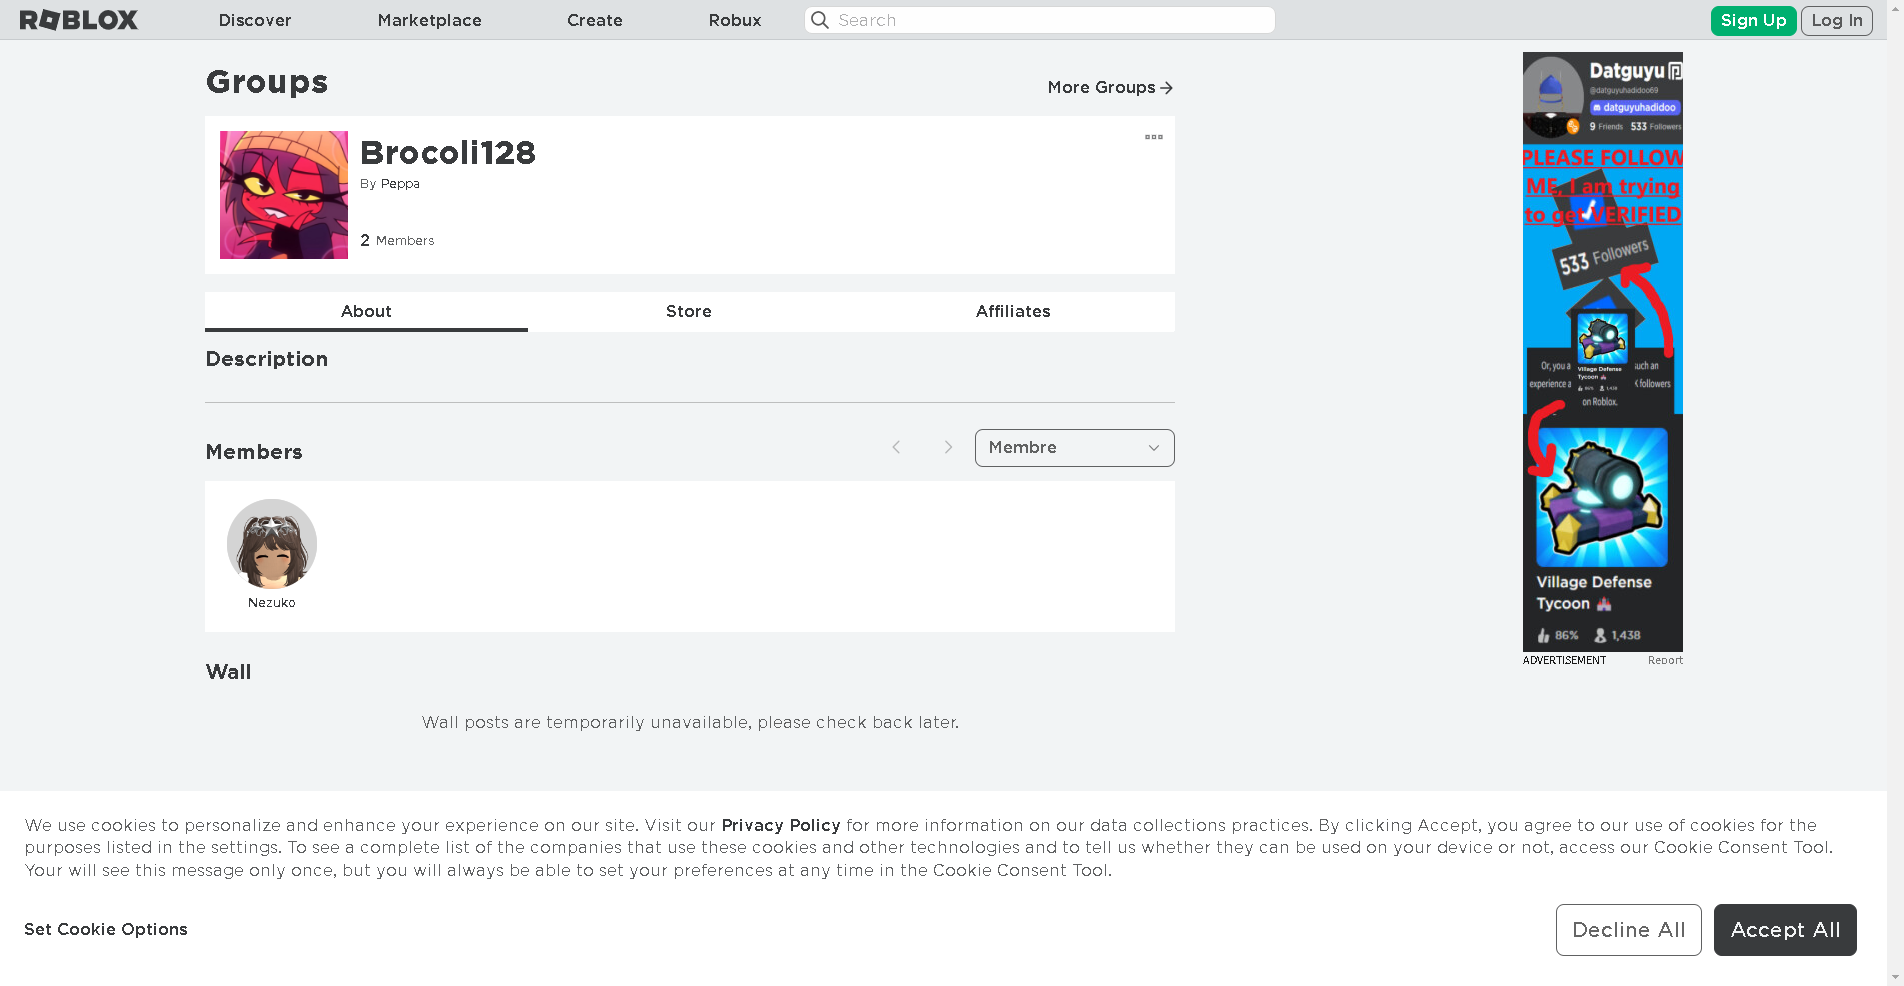 ROBLOX
Discover
Marketplace
Create
Robux
Search
Sign Up
Log In
Groups
More Groups
Brocoli128
By Peppa
2 Members
About
Store
Affiliates
Description
Members
Membre
Nezuko
Wall
Wall posts are temporarily unavailable, please check back later.
Datguyu
@datguyuhadidoo69
datguyuhadidoo
9 Friends 533 Followers
PLEASE FOLLOW
ME, I am trying
to get VERIFIED
533 Followers
Or, you a
Village Defense
such an
Tycoon
experience a
86% 1,438
K followers
on Roblox.
Village Defense
Tycoon
86% 1,438
ADVERTISEMENT
Report
We use cookies to personalize and enhance your experience on our site. Visit our Privacy Policy for more information on our data collections practices. By clicking Accept, you agree to our use of cookies for the
purposes listed in the settings. To see a complete list of the companies that use these cookies and other technologies and to tell us whether they can be used on your device or not, access our Cookie Consent Tool.
Your will see this message only once, but you will always be able to set your preferences at any time in the Cookie Consent Tool.
Set Cookie Options
Decline All
Accept All